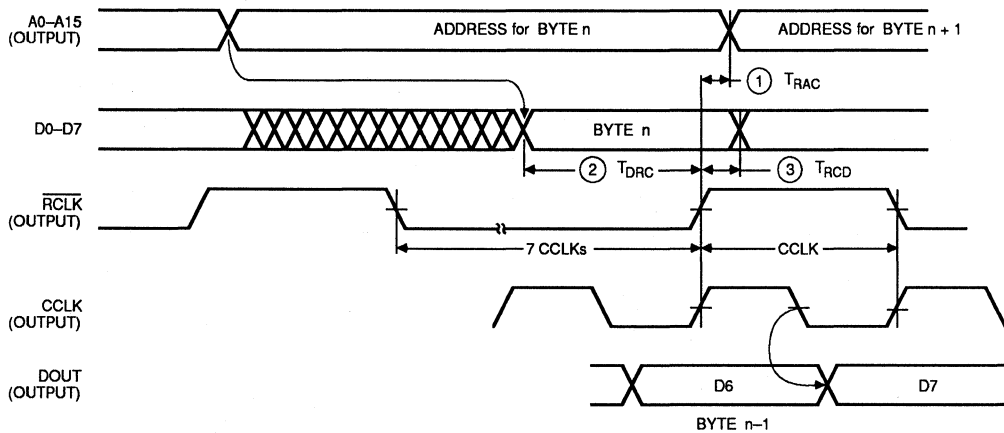 A0–A15
(OUTPUT)
ADDRESS for BYTE n
ADDRESS for BYTE n + 1
1 TRAC
D0–D7
BYTE n
2 TDRC
3 TRCD
RCLK
(OUTPUT)
7 CCLKs
CCLK
CCLK
(OUTPUT)
DOUT
(OUTPUT)
D6
D7
BYTE n–1